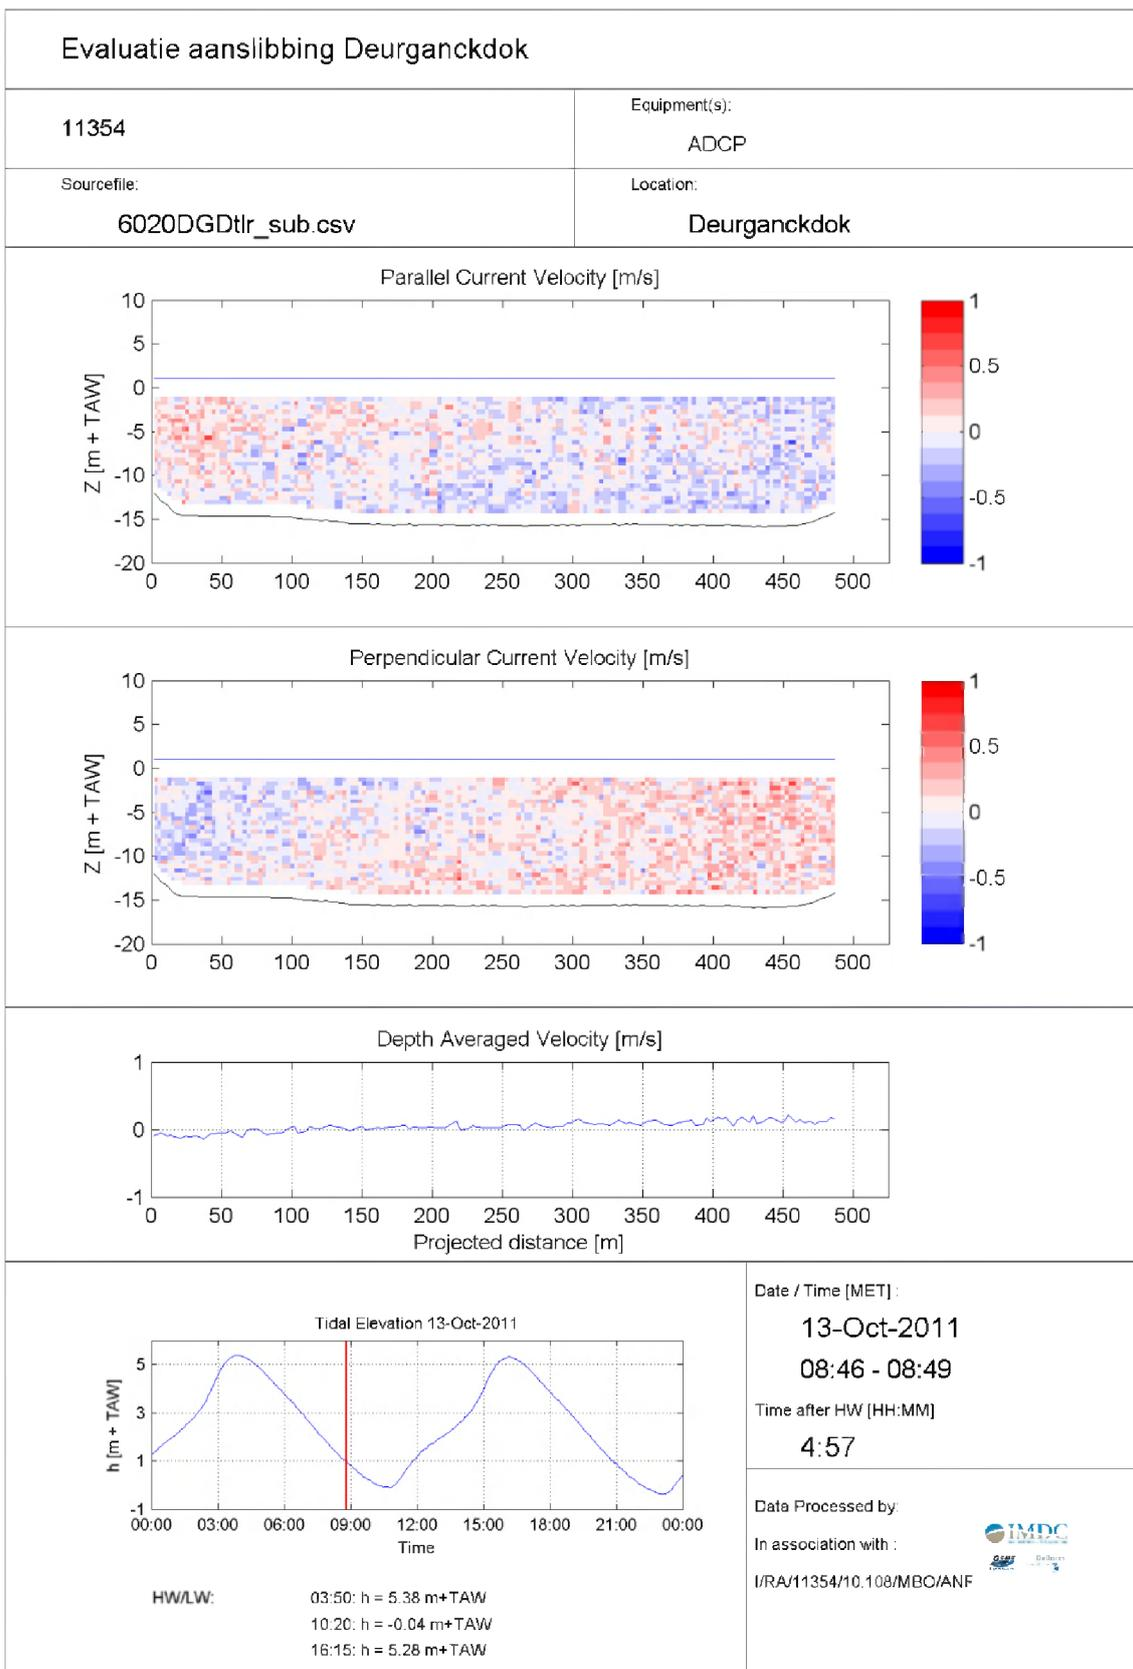 Evaluatie aanslibbing Deurganckdok
11354
Equipment(s):
ADCP
Sourcefile:
6020DGDtlr_sub.csv
Location:
Deurganckdok
Parallel Current Velocity [m/s]
Z [m + TAW]
10
5
0
-5
-10
-15
-20
0 50 100 150 200 250 300 350 400 450 500
1
0.5
0
-0.5
-1
Perpendicular Current Velocity [m/s]
Z [m + TAW]
10
5
0
-5
-10
-15
-20
0 50 100 150 200 250 300 350 400 450 500
1
0.5
0
-0.5
-1
Depth Averaged Velocity [m/s]
1
0
-1
0 50 100 150 200 250 300 350 400 450 500
Projected distance [m]
Tidal Elevation 13-Oct-2011
h [m + TAW]
5
3
1
-1
00:00 03:00 06:00 09:00 12:00 15:00 18:00 21:00 00:00
Time
HW/LW:
03:50: h = 5.38 m+TAW
10:20: h = -0.04 m+TAW
16:15: h = 5.28 m+TAW
Date / Time [MET] :
13-Oct-2011
08:46 - 08:49
Time after HW [HH:MM]
4:57
Data Processed by:
IMDC
In association with :
I/RA/11354/10.108/MBO/ANF